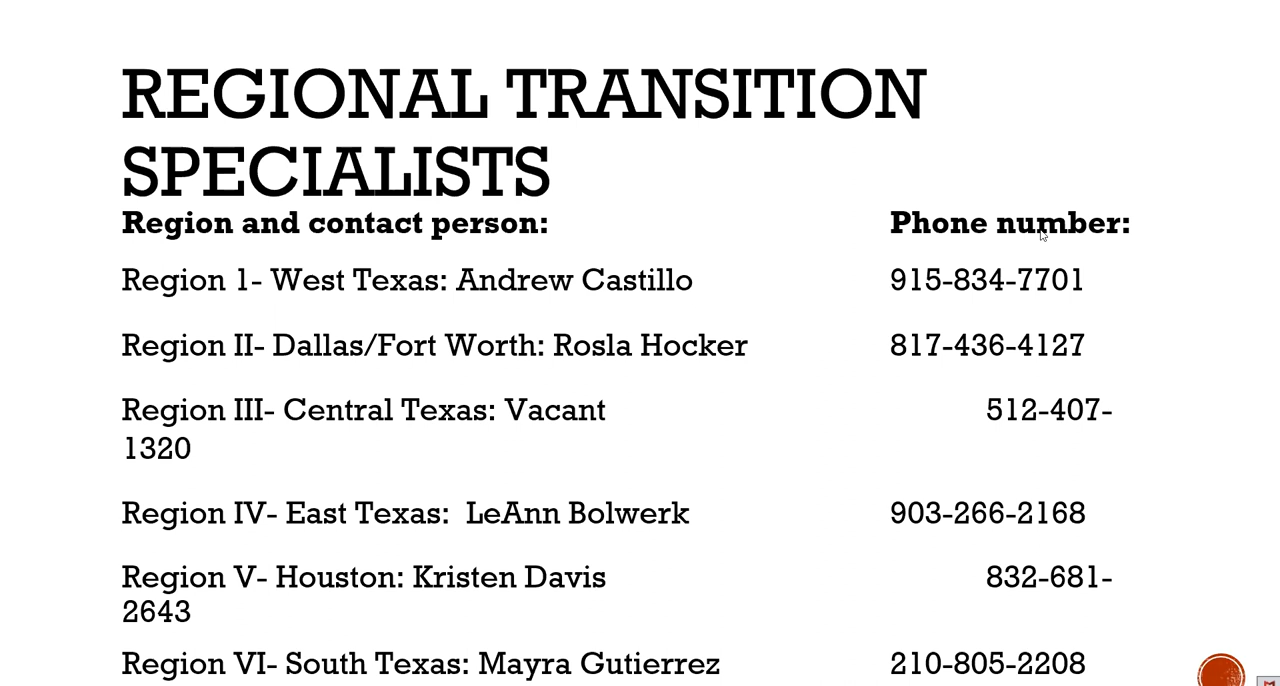 REGIONAL TRANSITION
SPECIALISTS
Region and contact person: Phone number:
Region 1- West Texas: Andrew Castillo 915-834-7701
Region II- Dallas/Fort Worth: Rosla Hocker 817-436-4127
Region III- Central Texas: Vacant 512-407-
1320
Region IV- East Texas: LeAnn Bolwerk 903-266-2168
Region V- Houston: Kristen Davis 832-681-
2643
Region VI- South Texas: Mayra Gutierrez 210-805-2208